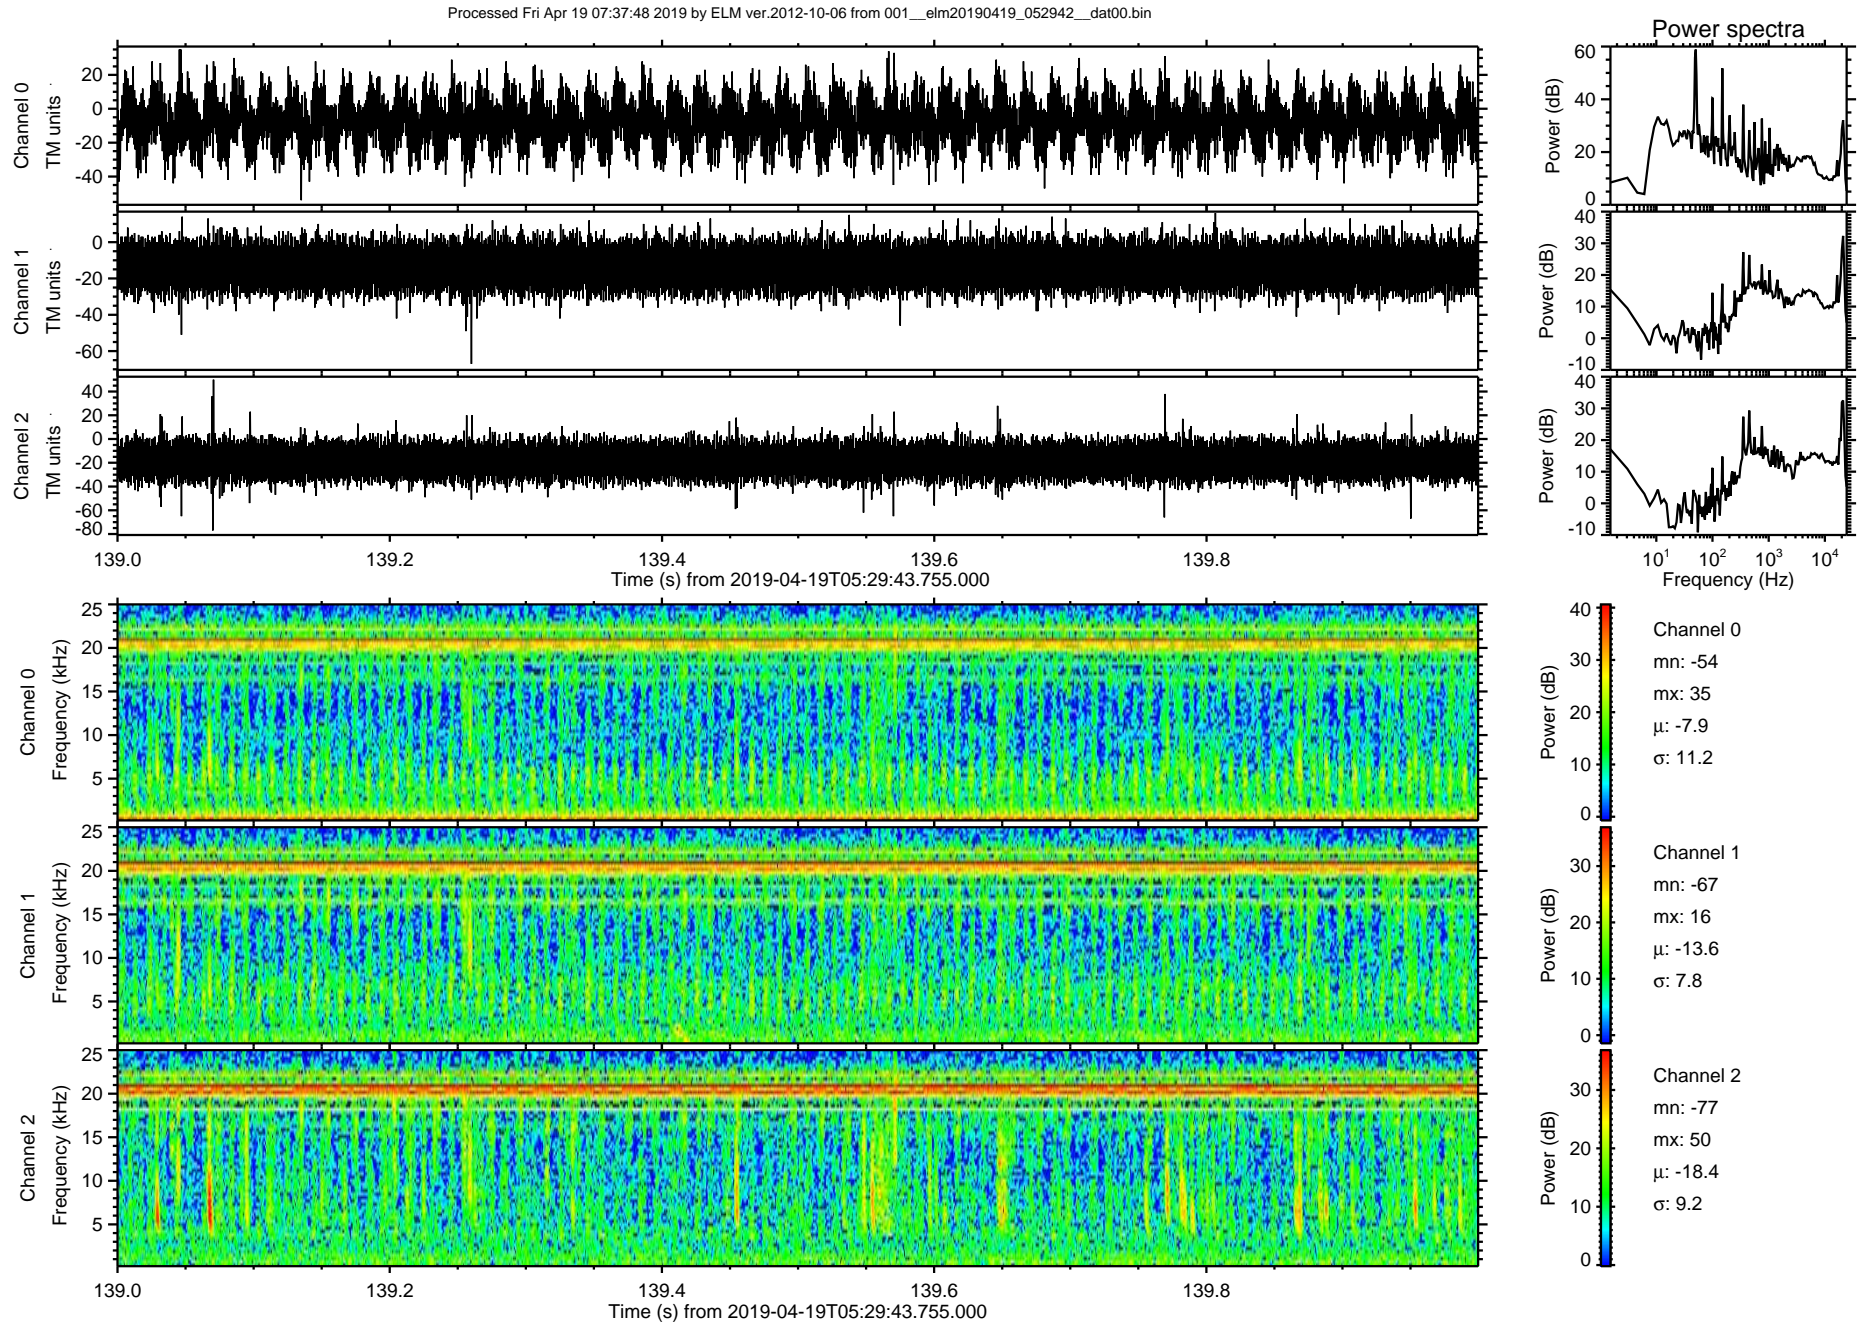 Processed Fri Apr 19 07:37:48 2019 by ELM ver.2012-10-06 from 001__elm20190419_052942__dat00.bin
Power spectra
Channel 0
TM units
20
0
-20
-40
Power (dB)
60
40
20
0
Channel 1
TM units
0
-20
-40
-60
Power (dB)
40
30
20
10
0
-10
Channel 2
TM units
40
20
0
-20
-40
-60
-80
Power (dB)
40
30
20
10
0
-10
139.0 139.2 139.4 139.6 139.8
Time (s) from 2019-04-19T05:29:43.755.000
10¹ 10² 10³ 10⁴
Frequency (Hz)
Channel 0
Frequency (kHz)
25
20
15
10
5
Power (dB)
40
30
20
10
0
Channel 0
mn: -54
mx: 35
μ: -7.9
σ: 11.2
Channel 1
Frequency (kHz)
25
20
15
10
5
Power (dB)
30
20
10
0
Channel 1
mn: -67
mx: 16
μ: -13.6
σ: 7.8
Channel 2
Frequency (kHz)
25
20
15
10
5
Power (dB)
30
20
10
0
Channel 2
mn: -77
mx: 50
μ: -18.4
σ: 9.2
139.0 139.2 139.4 139.6 139.8
Time (s) from 2019-04-19T05:29:43.755.000